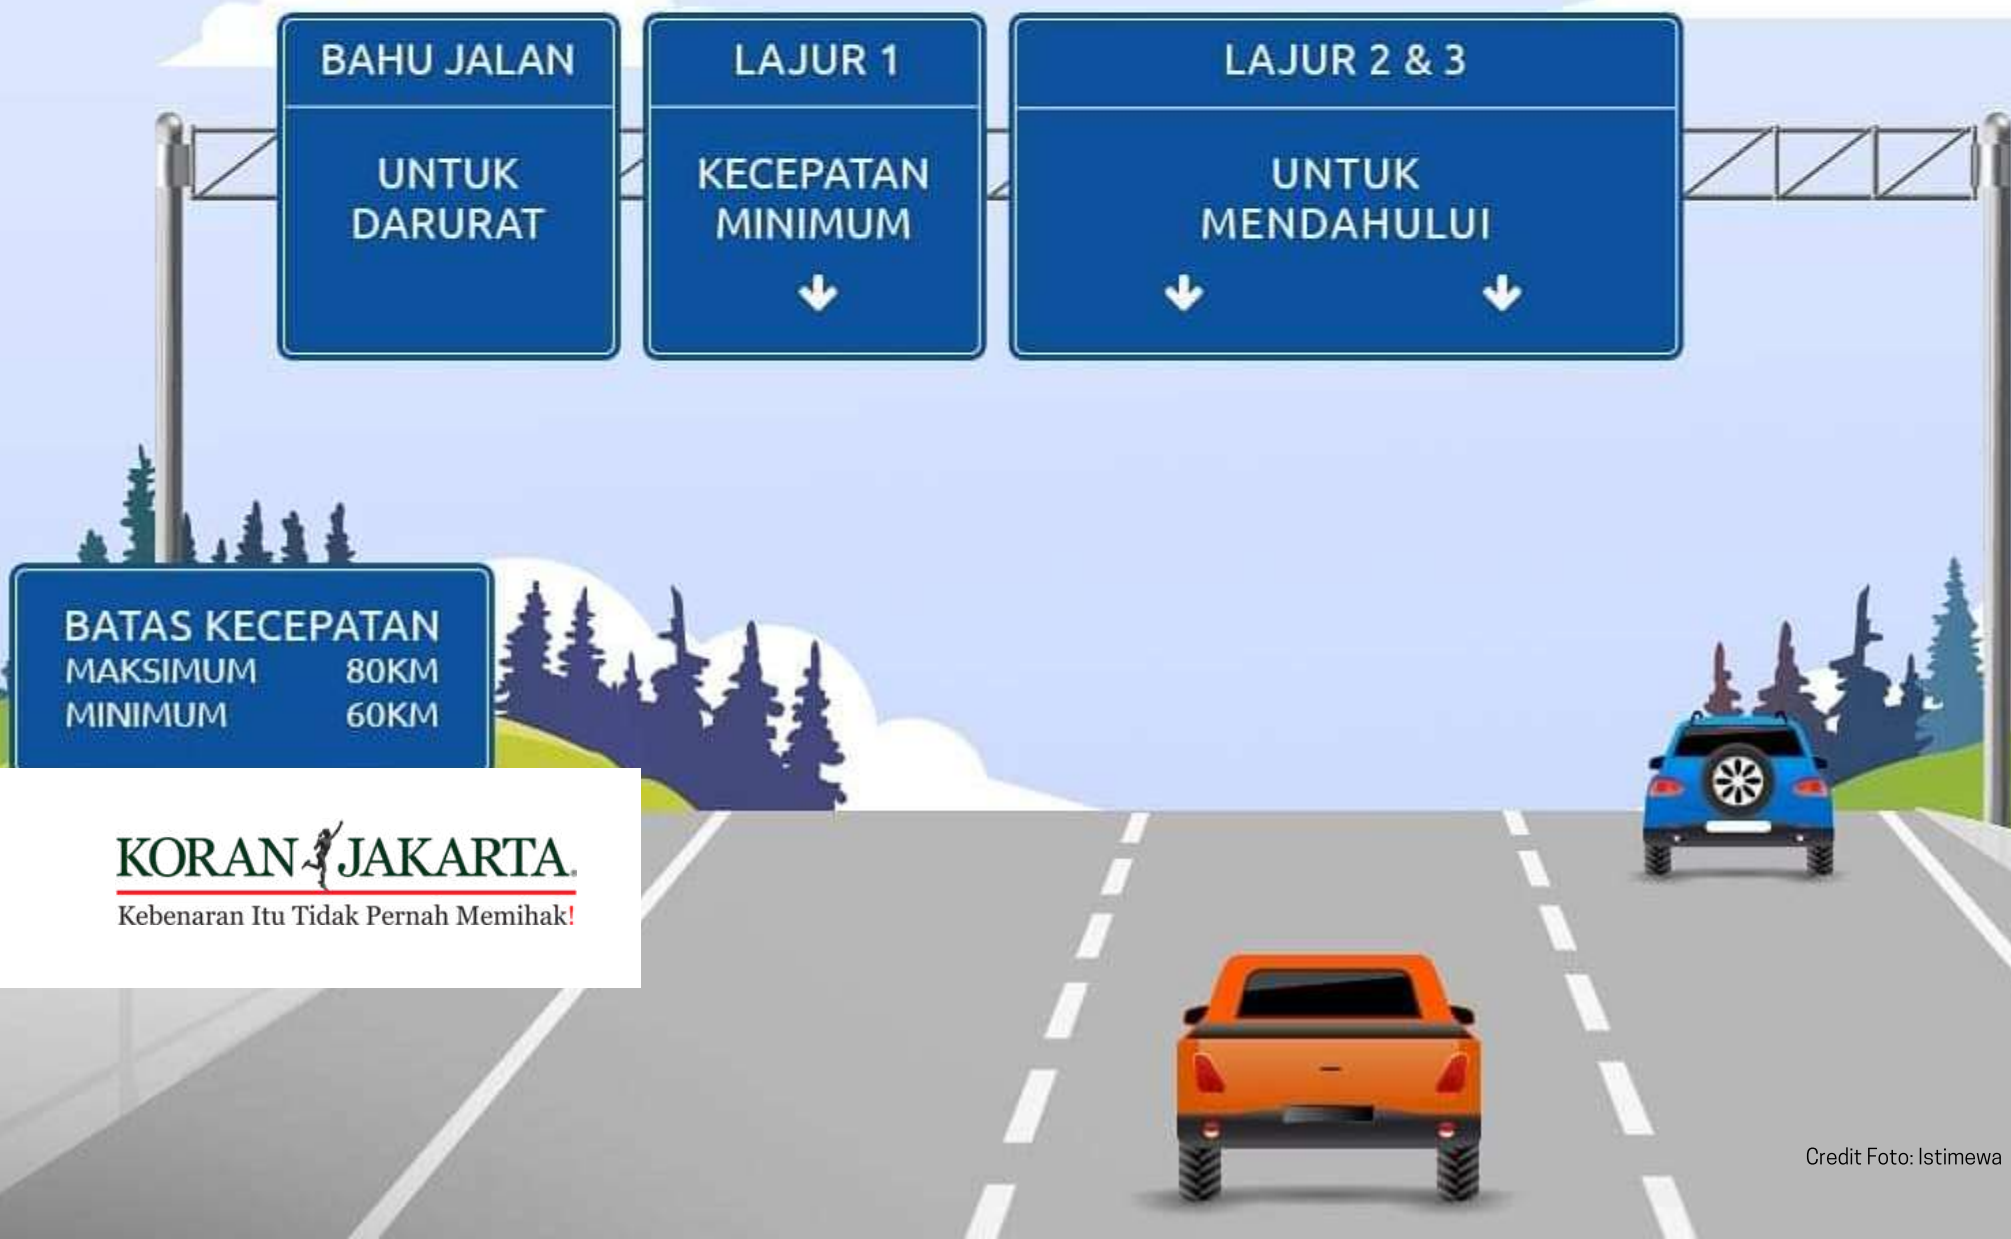 BAHU JALAN
UNTUK
DARURAT
LAJUR 1
KECEPATAN
MINIMUM
LAJUR 2 & 3
UNTUK
MENDAHULUI
BATAS KECEPATAN
MAKSIMUM 80KM
MINIMUM 60KM
KORAN JAKARTA
Kebenaran Itu Tidak Pernah Memihak!
Credit Foto: Istimewa